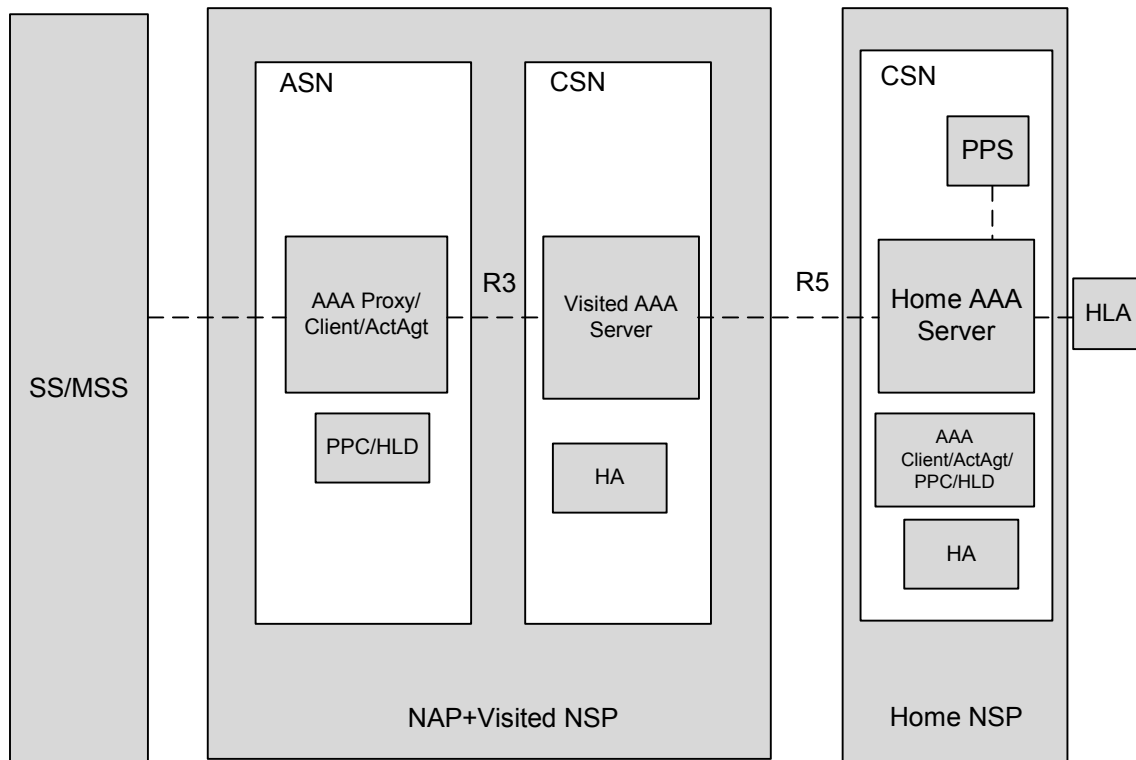 SS/MSS
ASN
AAA Proxy/
Client/ActAgt
PPC/HLD
R3
CSN
Visited AAA
Server
HA
NAP+Visited NSP
R5
CSN
PPS
Home AAA
Server
AAA
Client/ActAgt/
PPC/HLD
HA
Home NSP
HLA